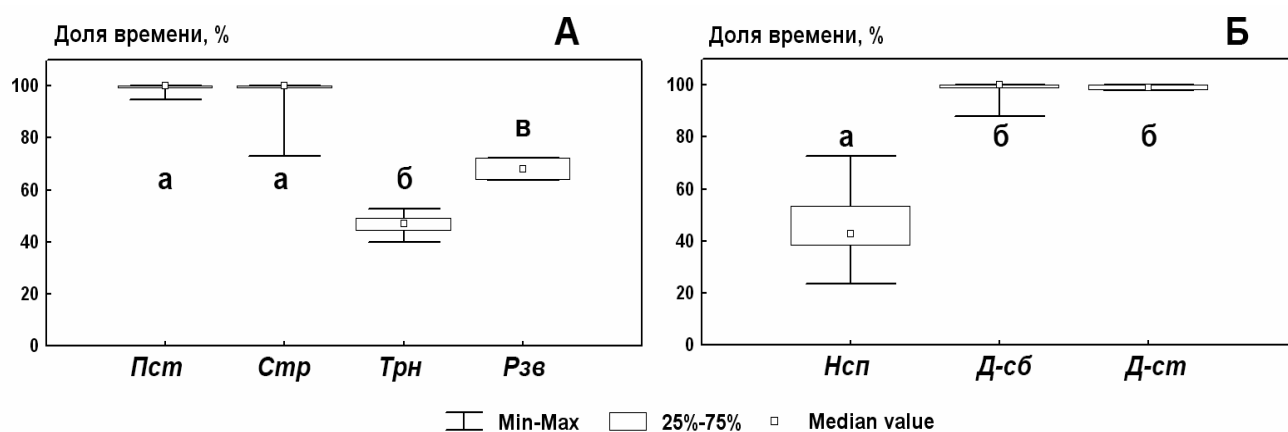 Доля времени, %
А
100
80
60
40
20
0
а
а
б
в
Пст Стр Трн Рзв
Доля времени, %
Б
100
80
60
40
20
0
а
б
б
Нсп Д-сб Д-ст
Min-Max 25%-75% Median value